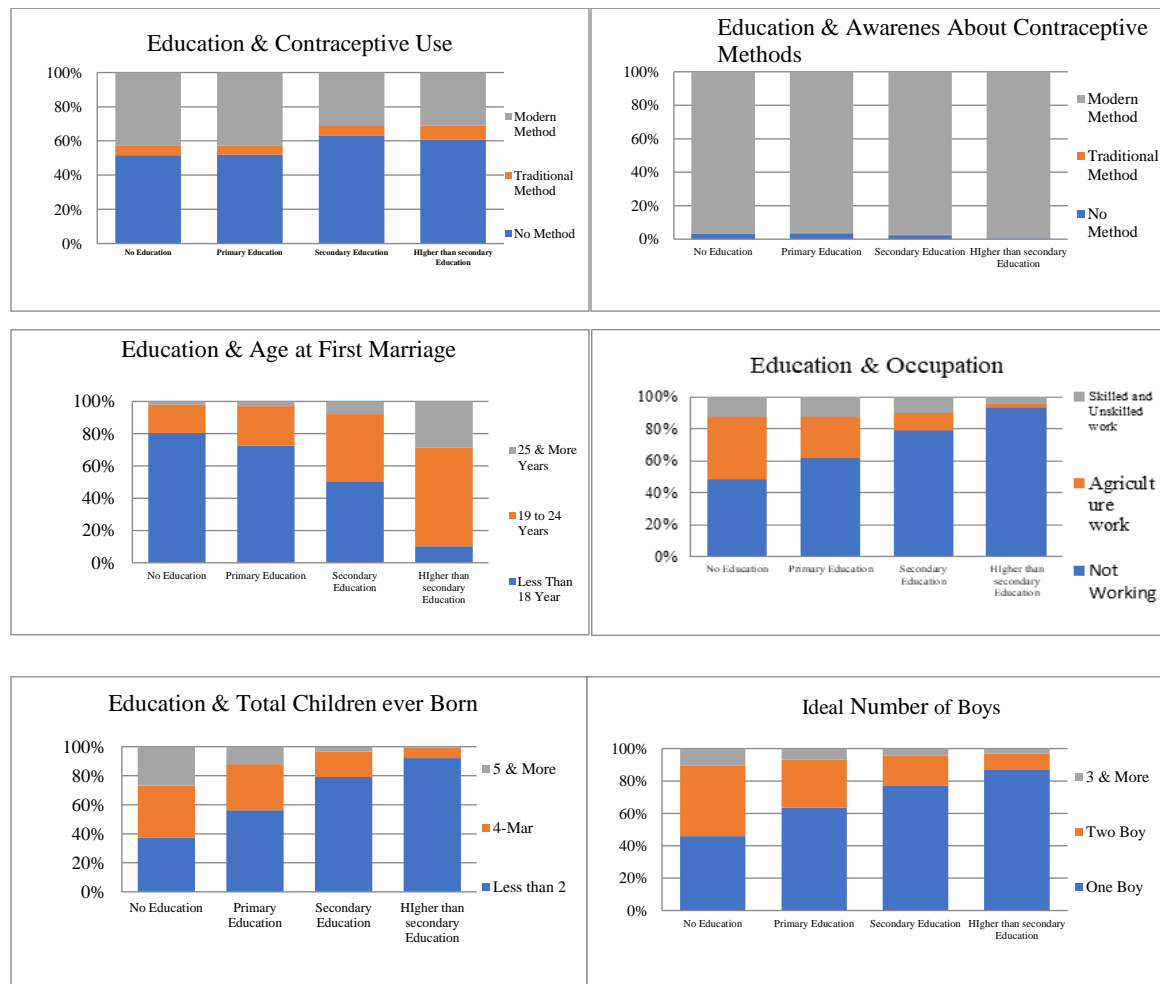 Education & Contraceptive Use
100%
80%
60%
40%
20%
0%
Modern
Method
Traditional
Method
No Method
No Education
Primary Education
Secondary Education
HIgher than secondary
Education
Education & Awarenes About Contraceptive
Methods
100%
80%
60%
40%
20%
0%
Modern
Method
Traditional
Method
No
Method
No Education
Primary Education
Secondary Education
HIgher than secondary
Education
Education & Age at First Marriage
100%
80%
60%
40%
20%
0%
25 & More
Years
19 to 24
Years
Less Than
18 Year
No Education
Primary Education
Secondary
Education
HIgher than
secondary
Education
Education & Occupation
100%
80%
60%
40%
20%
0%
Skilled and
Unskilled
work
Agricult
ure
work
Not
Working
No Education
Primary Education
Secondary
Education
HIgher than
secondary
Education
Education & Total Children ever Born
100%
80%
60%
40%
20%
0%
5 & More
4-Mar
Less than 2
No Education
Primary
Education
Secondary
Education
HIgher than
secondary
Education
Ideal Number of Boys
100%
80%
60%
40%
20%
0%
3 & More
Two Boy
One Boy
No Education
Primary Education
Secondary Education
HIgher than secondary
Education